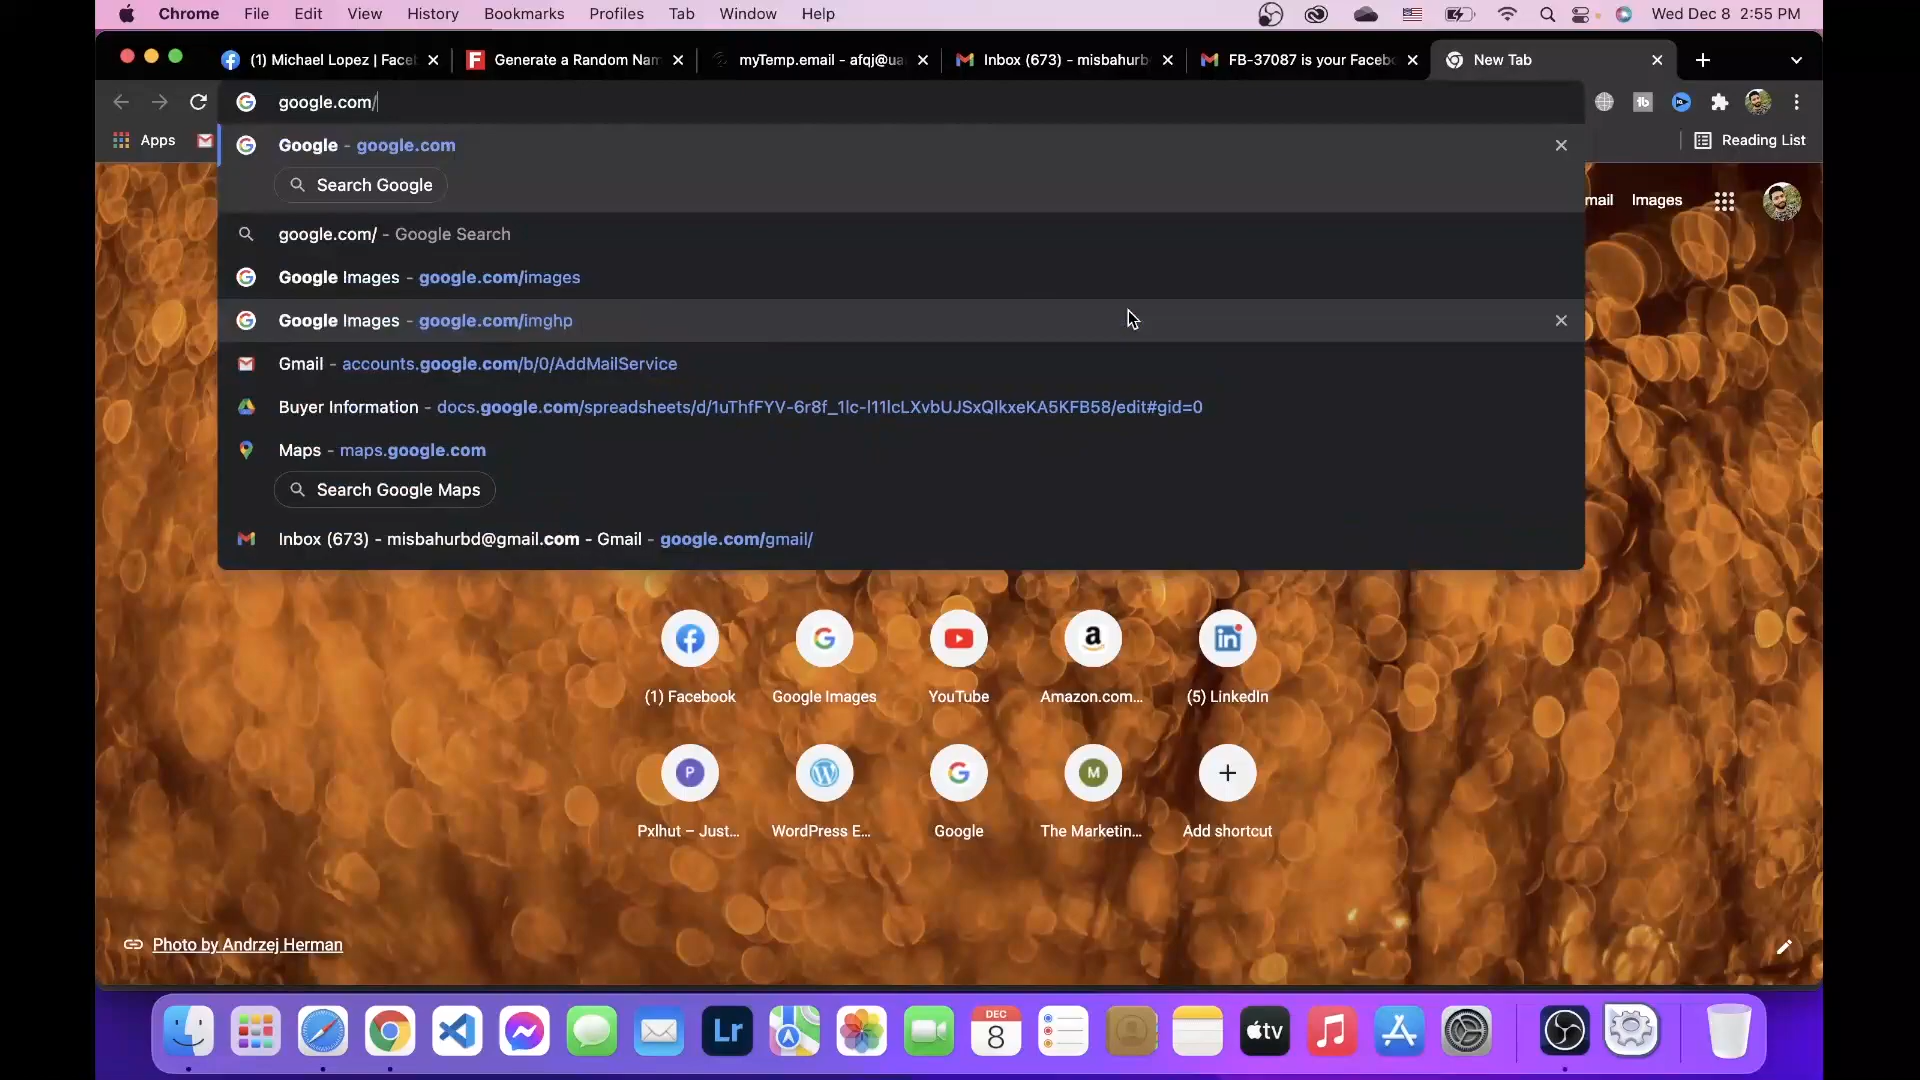 Chrome File Edit View History Bookmarks Profiles Tab Window Help Wed Dec 8 2:55 PM
(1) Michael Lopez | Face Generate a Random Nam myTemp.email - afqj@ua Inbox (673) - misbahurb FB-37087 is your Facebo New Tab
google.com/
Apps Reading List
Google - google.com
Search Google
mail Images
google.com/ - Google Search
Google Images - google.com/images
Google Images - google.com/imghp
Gmail - accounts.google.com/b/0/AddMailService
Buyer Information - docs.google.com/spreadsheets/d/1uThfFYV-6r8f_1lc-l11lcLXvbUJSxQlkxeKA5KFB58/edit#gid=0
Maps - maps.google.com
Search Google Maps
Inbox (673) - misbahurbd@gmail.com - Gmail - google.com/gmail/
(1) Facebook Google Images YouTube Amazon.com... (5) LinkedIn
P M
Pxlhut – Just... WordPress E... Google The Marketin... Add shortcut
Photo by Andrzej Herman
Lr DEC 8 tv